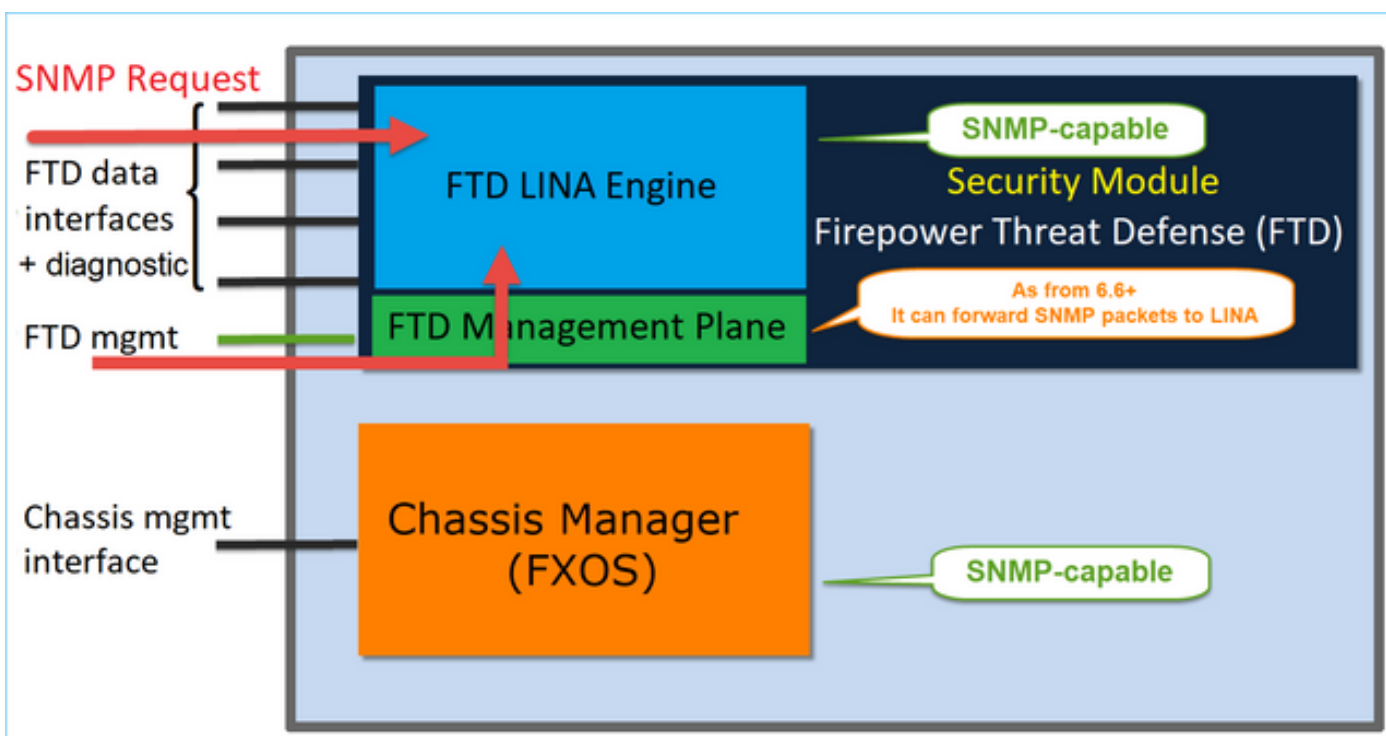 SNMP Request
FTD data
interfaces
+ diagnostic
FTD mgmt
FTD LINA Engine
FTD Management Plane
SNMP-capable
Security Module
Firepower Threat Defense (FTD)
As from 6.6+
It can forward SNMP packets to LINA
Chassis mgmt
interface
Chassis Manager
(FXOS)
SNMP-capable